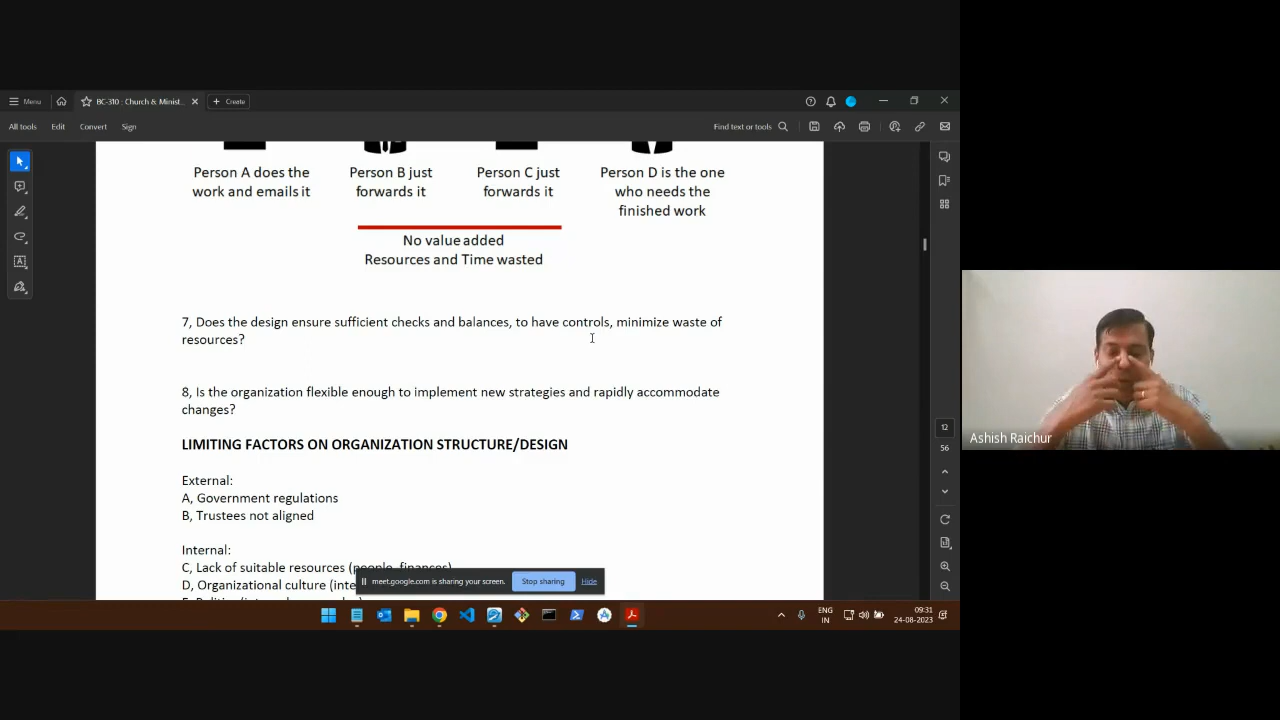 Menu
BC-310 : Church & Minist...
Create
All tools
Edit
Convert
Sign
Find text or tools
Person A does the
work and emails it
Person B just
forwards it
Person C just
forwards it
Person D is the one
who needs the
finished work
No value added
Resources and Time wasted
7, Does the design ensure sufficient checks and balances, to have controls, minimize waste of
resources?
8, Is the organization flexible enough to implement new strategies and rapidly accommodate
changes?
LIMITING FACTORS ON ORGANIZATION STRUCTURE/DESIGN
External:
A, Government regulations
B, Trustees not aligned
Internal:
C, Lack of suitable resources (people, finances)
D, Organizational culture (inte
meet.google.com is sharing your screen.
Stop sharing
Hide
12
56
Ashish Raichur
ENG
IN
09:31
24-08-2023